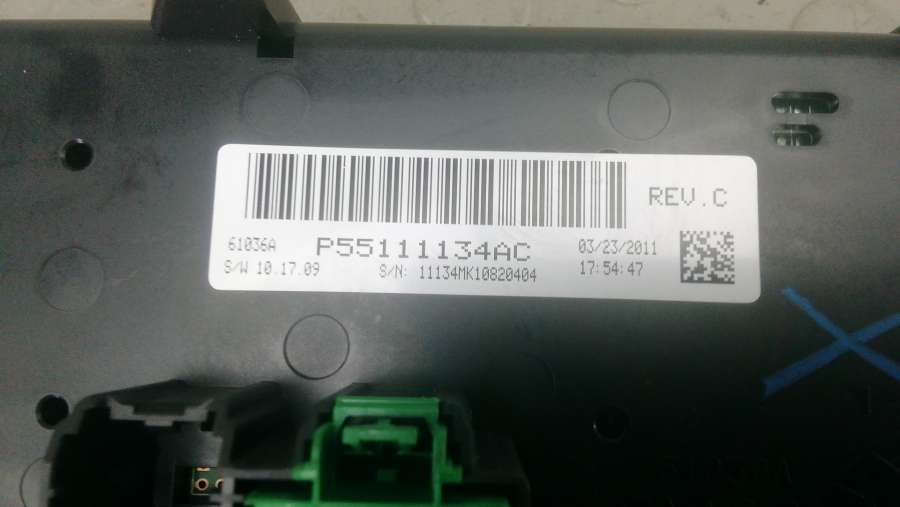 REV.C
61036A P55111134AC 03/23/2011
S/W 10.17.09 S/N: 11134MK10820404 17:54:47